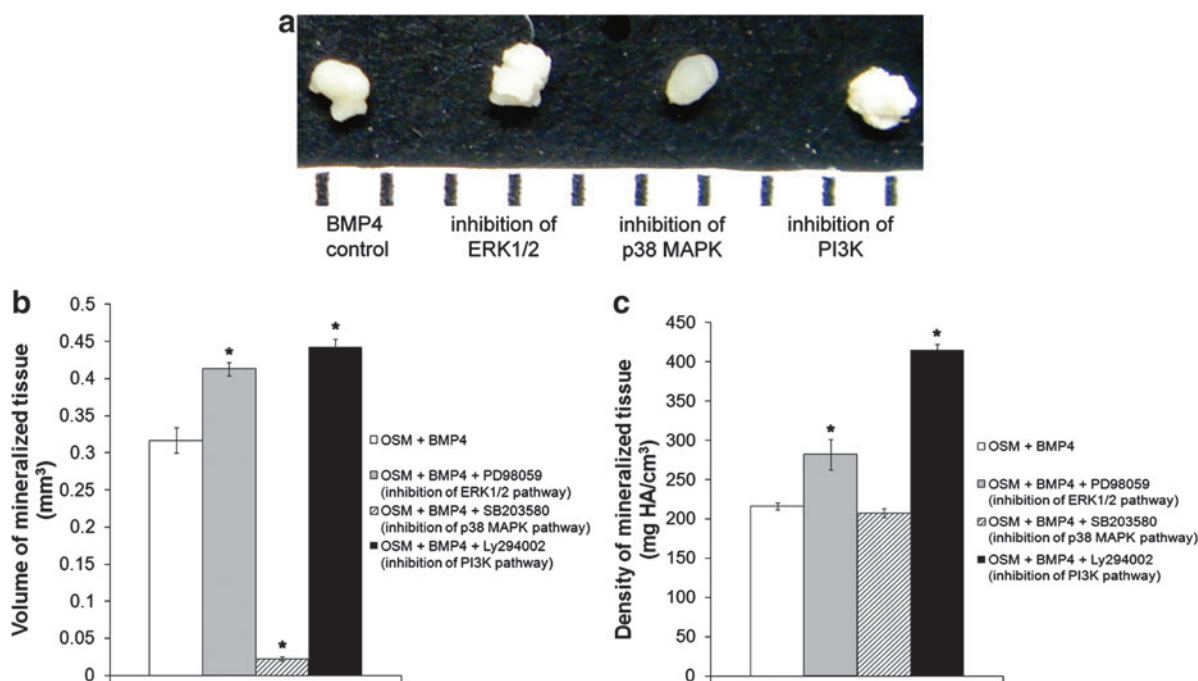 a
BMP4
control
inhibition of
ERK1/2
inhibition of
p38 MAPK
inhibition of
PI3K
b
Volume of mineralized tissue
(mm³)
0.5
0.45
0.4
0.35
0.3
0.25
0.2
0.15
0.1
0.05
0
*
*
*
OSM + BMP4
OSM + BMP4 + PD98059
(inhibition of ERK1/2 pathway)
OSM + BMP4 + SB203580
(inhibition of p38 MAPK pathway)
OSM + BMP4 + Ly294002
(inhibition of PI3K pathway)
c
Density of mineralized tissue
(mg HA/cm³)
450
400
350
300
250
200
150
100
50
0
*
*
OSM + BMP4
OSM + BMP4 + PD98059
(inhibition of ERK1/2 pathway)
OSM + BMP4 + SB203580
(inhibition of p38 MAPK pathway)
OSM + BMP4 + Ly294002
(inhibition of PI3K pathway)